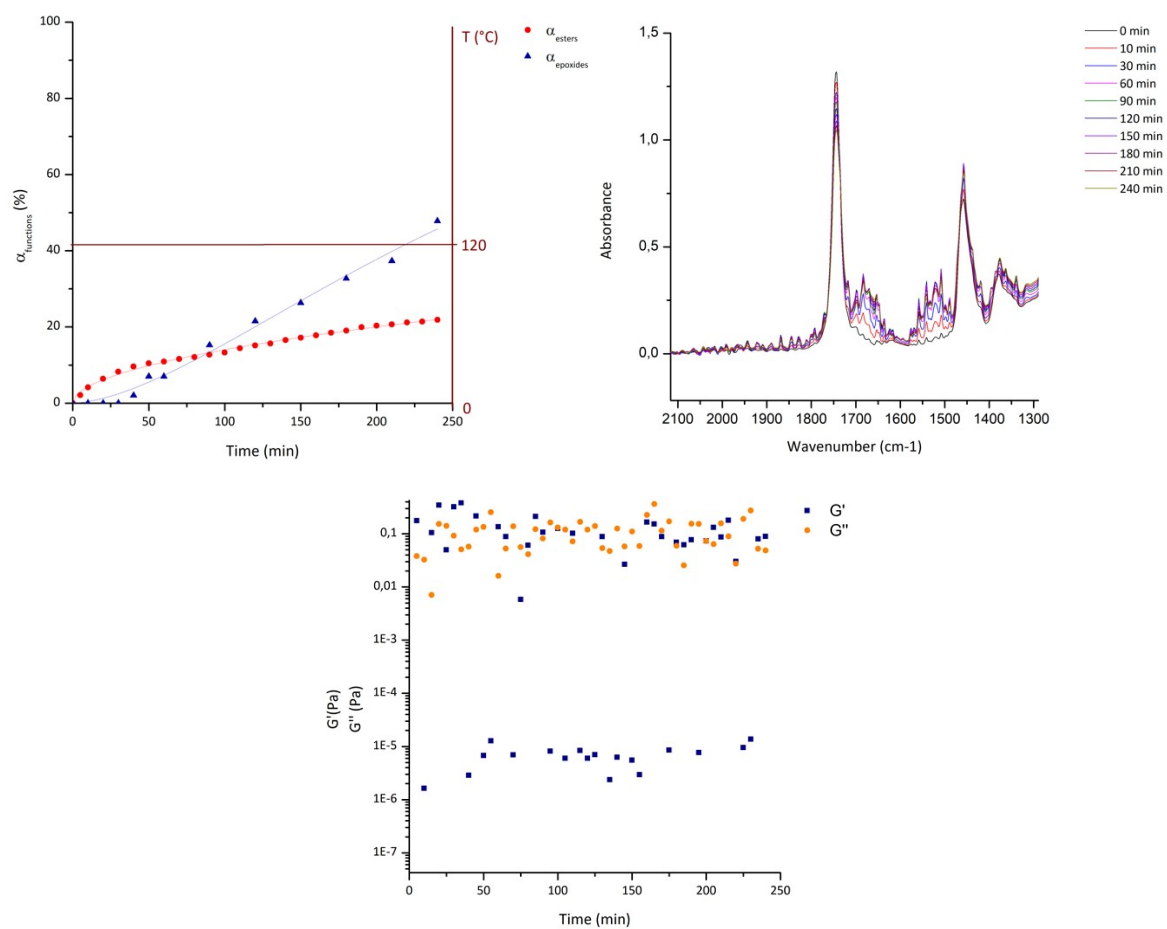 100
80
60
40
20
0
α functions (%)
0
50
100
150
200
250
Time (min)
T (°C)
120
0
α esters
α epoxides
1,5
1,0
0,5
0,0
Absorbance
2100
2000
1900
1800
1700
1600
1500
1400
1300
Wavenumber (cm-1)
0 min
10 min
30 min
60 min
90 min
120 min
150 min
180 min
210 min
240 min
0,1
0,01
1E-3
1E-4
1E-5
1E-6
1E-7
G'(Pa)
G'' (Pa)
0
50
100
150
200
250
Time (min)
G'
G''